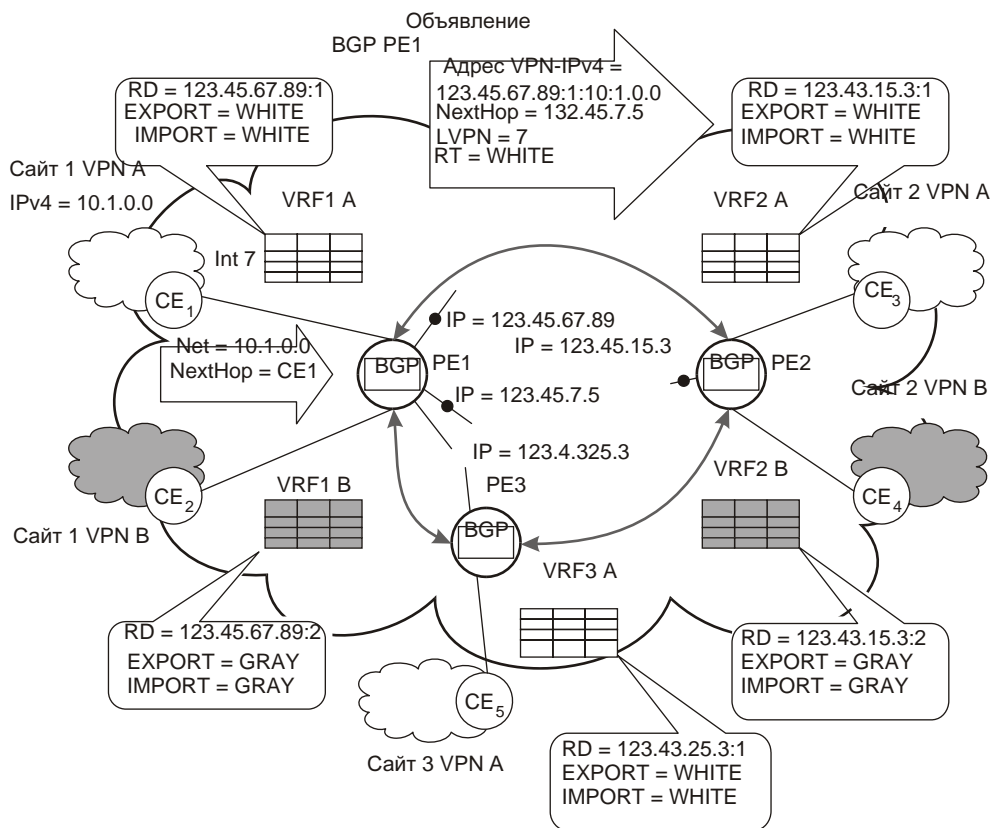 Объявление
BGP PE1
Адрес VPN-IPv4 =
123.45.67.89:1:10:1.0.0
NextHop = 132.45.7.5
LVPN = 7
RT = WHITE
RD = 123.45.67.89:1
EXPORT = WHITE
IMPORT = WHITE
RD = 123.43.15.3:1
EXPORT = WHITE
IMPORT = WHITE
Сайт 1 VPN A
IPv4 = 10.1.0.0
VRF1 A
VRF2 A
Сайт 2 VPN A
Int 7
CE1
CE3
IP = 123.45.67.89
IP = 123.45.15.3
Net = 10.1.0.0
NextHop = CE1
BGP
PE1
BGP
PE2
IP = 123.45.7.5
Сайт 2 VPN B
IP = 123.4.325.3
CE2
VRF1 B
PE3
VRF2 B
CE4
Сайт 1 VPN B
BGP
VRF3 A
RD = 123.45.67.89:2
EXPORT = GRAY
IMPORT = GRAY
RD = 123.43.15.3:2
EXPORT = GRAY
IMPORT = GRAY
CE5
Сайт 3 VPN A
RD = 123.43.25.3:1
EXPORT = WHITE
IMPORT = WHITE